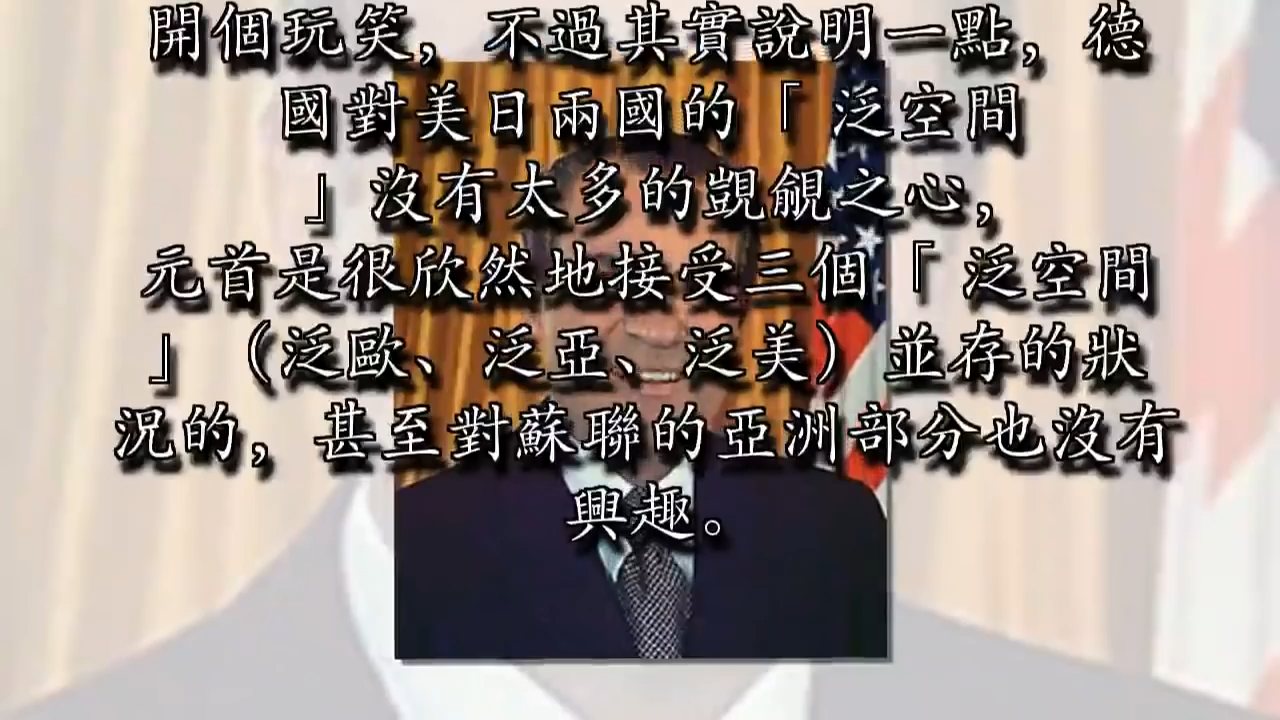 開個玩笑，不過其實說明一點，德
國對美日兩國的「泛空間
」沒有太多的覬覦之心，
元首是很欣然地接受三個「泛空間
」（泛歐、泛亞、泛美）並存的狀
況的，甚至對蘇聯的亞洲部分也沒有
興趣。